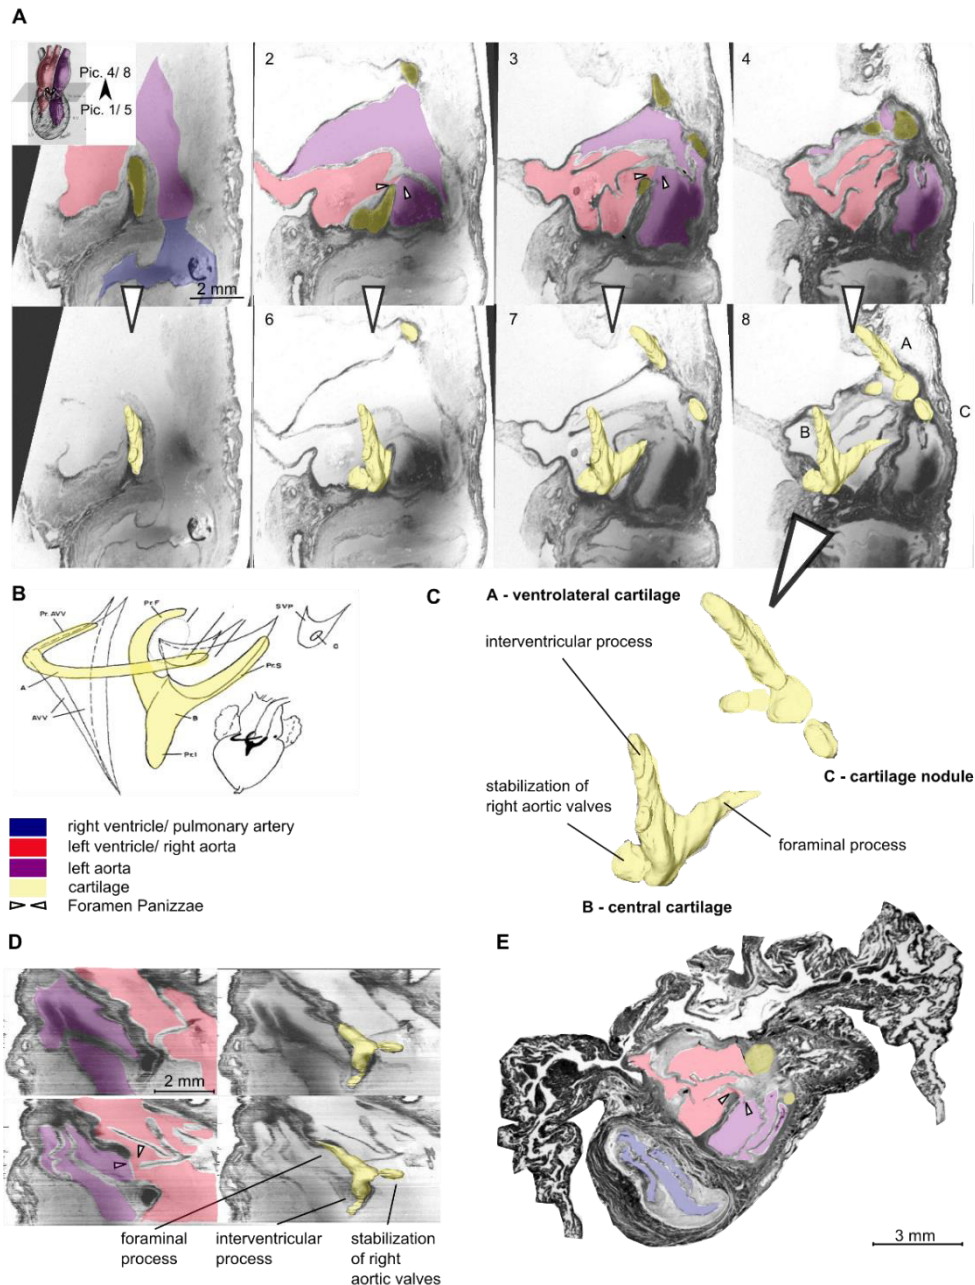 A
Pic. 4/ 8
Pic. 1/ 5
2
3
4
2 mm
6
7
8
A
B
C
B
Pr.AVV
Pr.F
SVP
C
Pr.S
A
B
AVV
Pr.I
right ventricle/ pulmonary artery
left ventricle/ right aorta
left aorta
cartilage
Foramen Panizzae
C
A - ventrolateral cartilage
interventricular process
C - cartilage nodule
stabilization of
right aortic valves
foraminal process
B - central cartilage
D
2 mm
foraminal
process
interventricular
process
stabilization
of right
aortic valves
E
3 mm